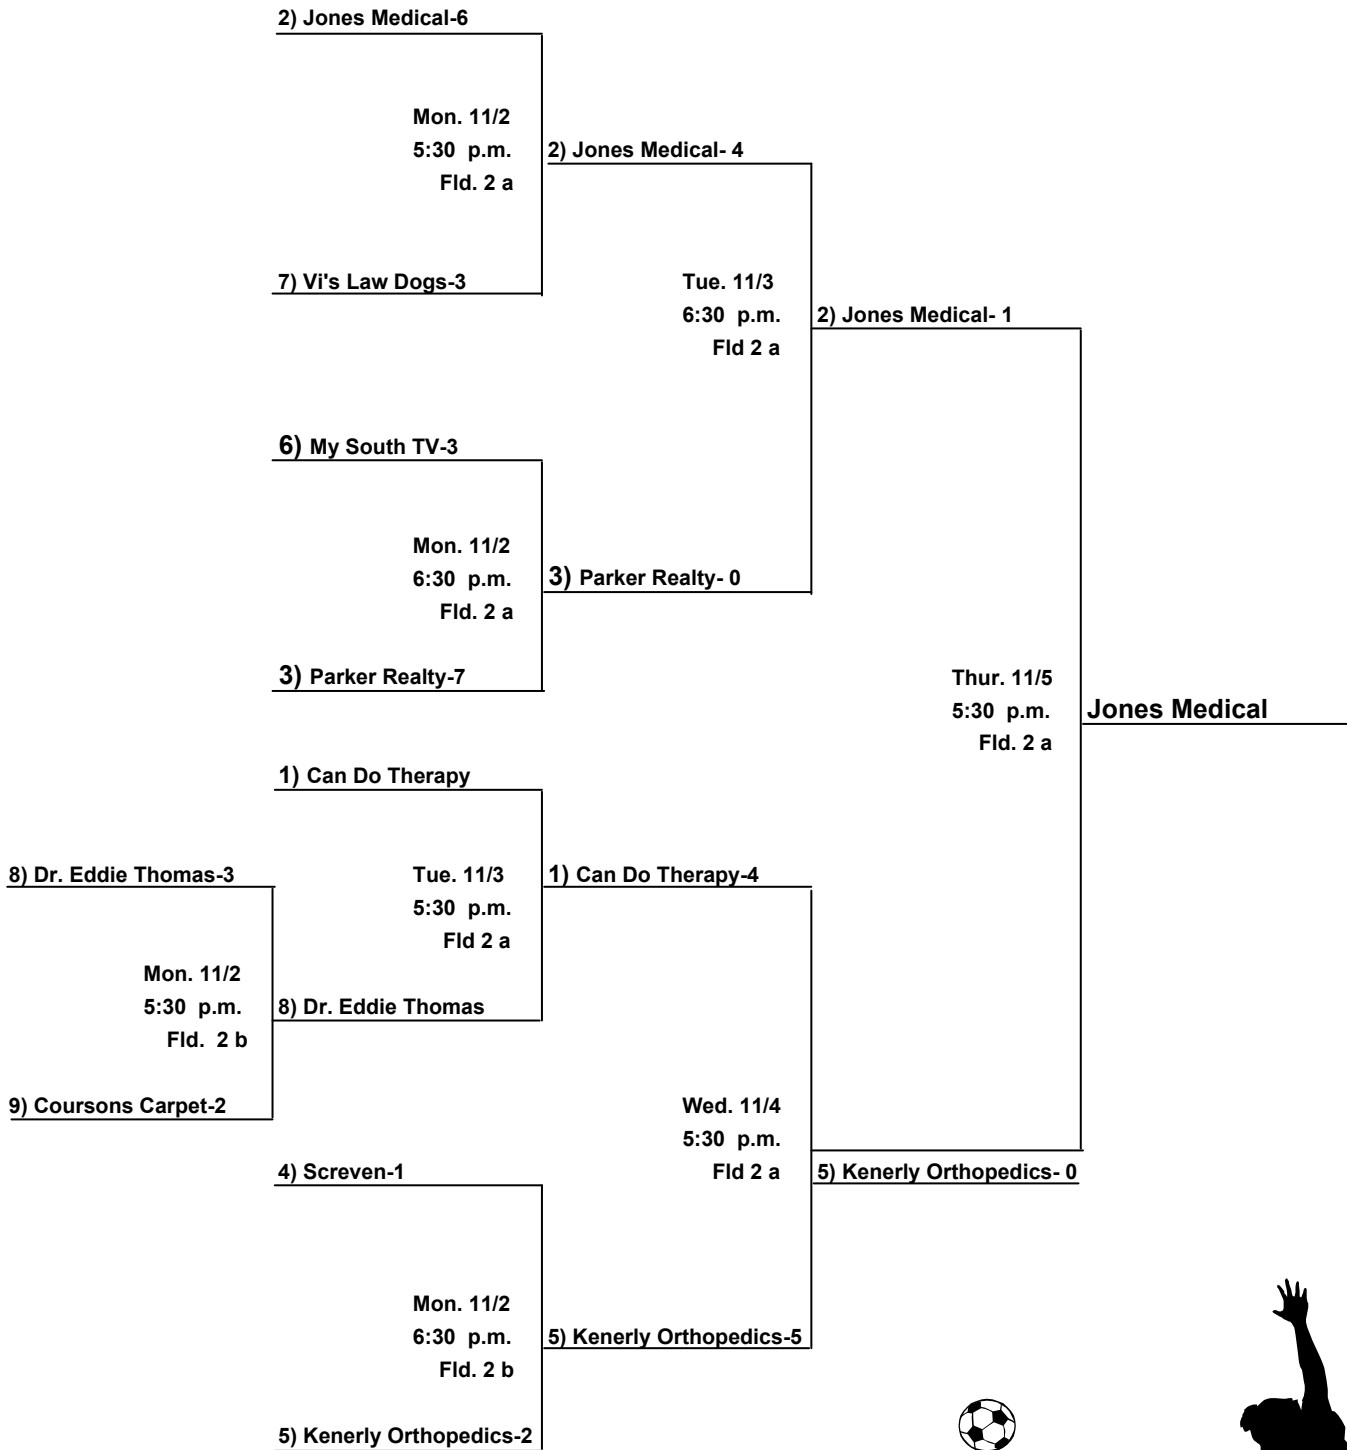 2) Jones Medical-6
Mon. 11/2
5:30 p.m.
Fld. 2 a
2) Jones Medical- 4
7) Vi's Law Dogs-3
Tue. 11/3
6:30 p.m.
Fld 2 a
2) Jones Medical- 1
6) My South TV-3
Mon. 11/2
6:30 p.m.
Fld. 2 a
3) Parker Realty- 0
3) Parker Realty-7
Thur. 11/5
5:30 p.m.
Fld. 2 a
Jones Medical
1) Can Do Therapy
8) Dr. Eddie Thomas-3
Tue. 11/3
5:30 p.m.
Fld 2 a
1) Can Do Therapy-4
Mon. 11/2
5:30 p.m.
Fld. 2 b
8) Dr. Eddie Thomas
9) Coursons Carpet-2
Wed. 11/4
5:30 p.m.
Fld 2 a
5) Kenerly Orthopedics- 0
4) Screven-1
Mon. 11/2
6:30 p.m.
Fld. 2 b
5) Kenerly Orthopedics-5
5) Kenerly Orthopedics-2